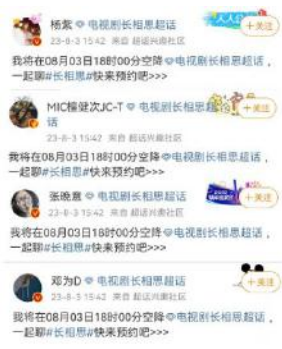 杨紫 电视剧长相思超话
+关注
23-8-3 15:42 来自 超话兴趣社区
我将在08月03日18时00分空降电视剧长相思超话，
一起聊#长相思#快来预约吧>>>
MIC檀健次JC-T 电视剧长相思超话
+关注
23-8-3 15:42 来自 超话兴趣社区
我将在08月03日18时00分空降电视剧长相思超话，
一起聊#长相思#快来预约吧>>>
张晚意 电视剧长相思超话
+关注
23-8-3 15:42 来自 超话兴趣社区
我将在08月03日18时00分空降电视剧长相思超话，
一起聊#长相思#快来预约吧>>>
邓为D 电视剧长相思超话
+关注
23-8-3 15:42 来自 超话兴趣社区
我将在08月03日18时00分空降电视剧长相思超话，
一起聊#长相思#快来预约吧>>>